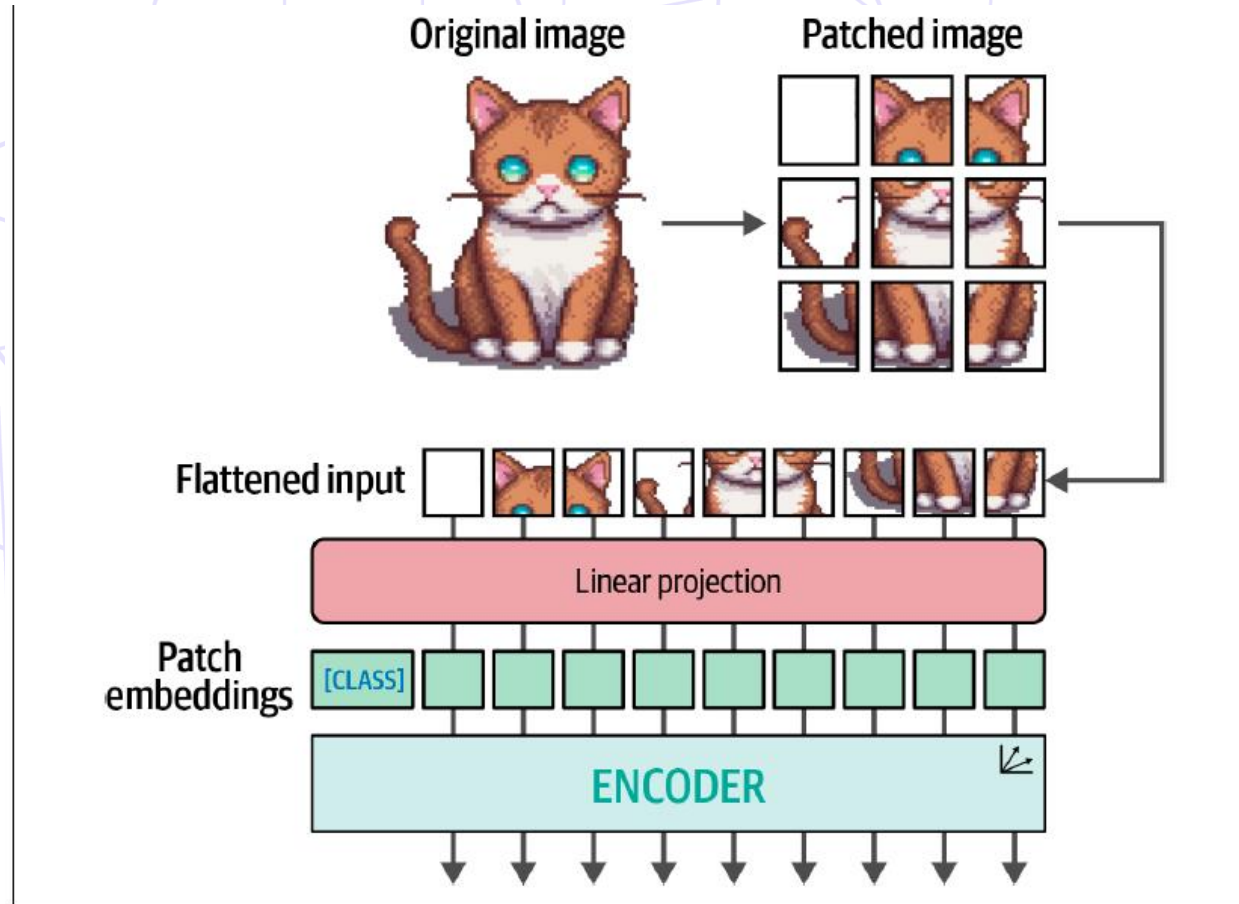 Original image
Patched image
Flattened input
Linear projection
Patch
embeddings
[CLASS]
ENCODER